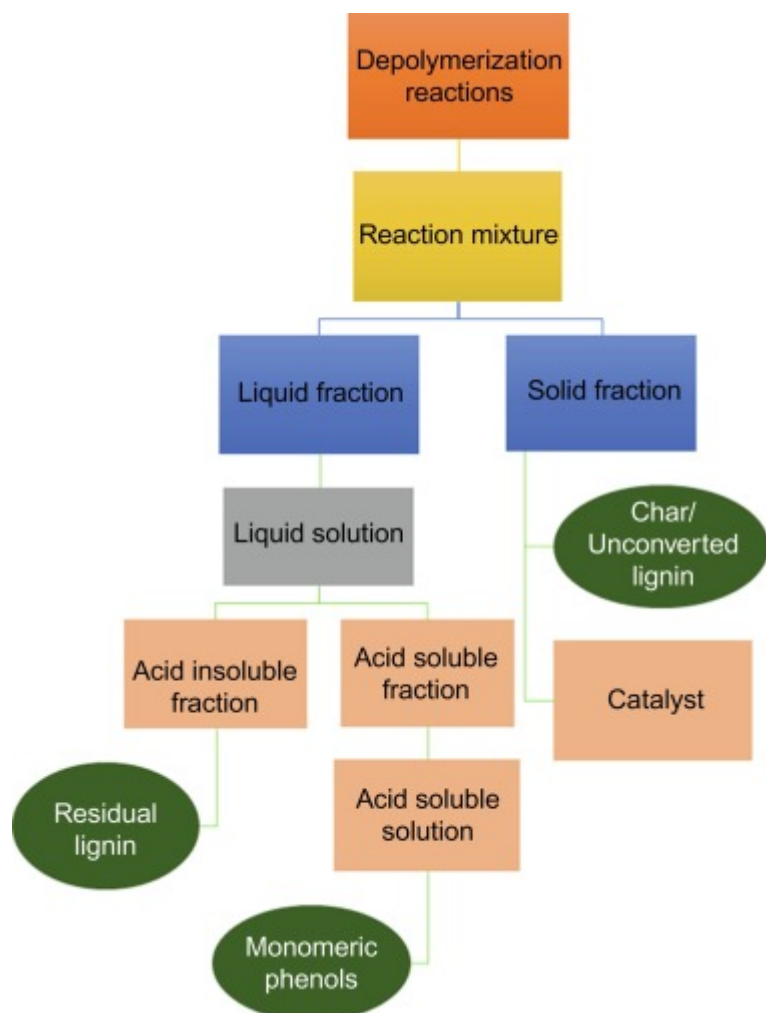 Depolymerization
reactions
Reaction mixture
Liquid fraction
Solid fraction
Liquid solution
Char/
Unconverted
lignin
Acid insoluble
fraction
Acid soluble
fraction
Catalyst
Residual
lignin
Acid soluble
solution
Monomeric
phenols